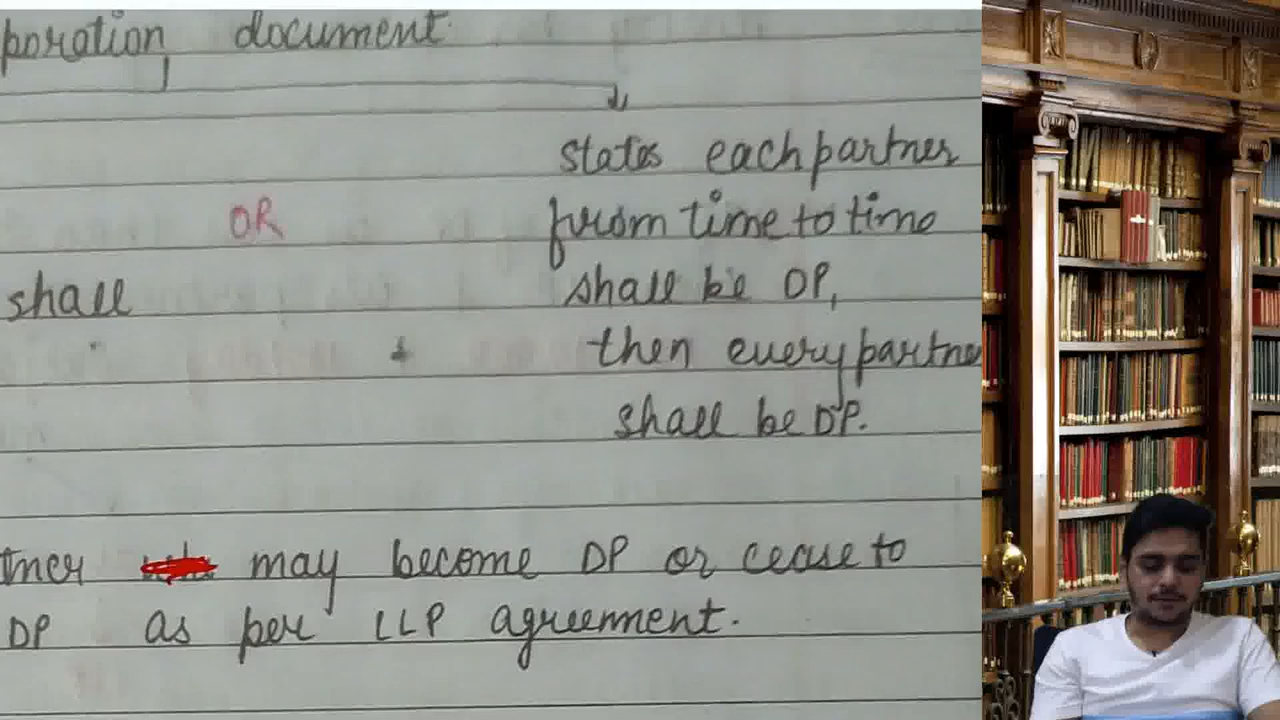 poration document.
states each partner
OR from time to time
shall shall be DP,
then every partne
shall be DP.
tner may become DP or cease to
DP as per LLP agreement.